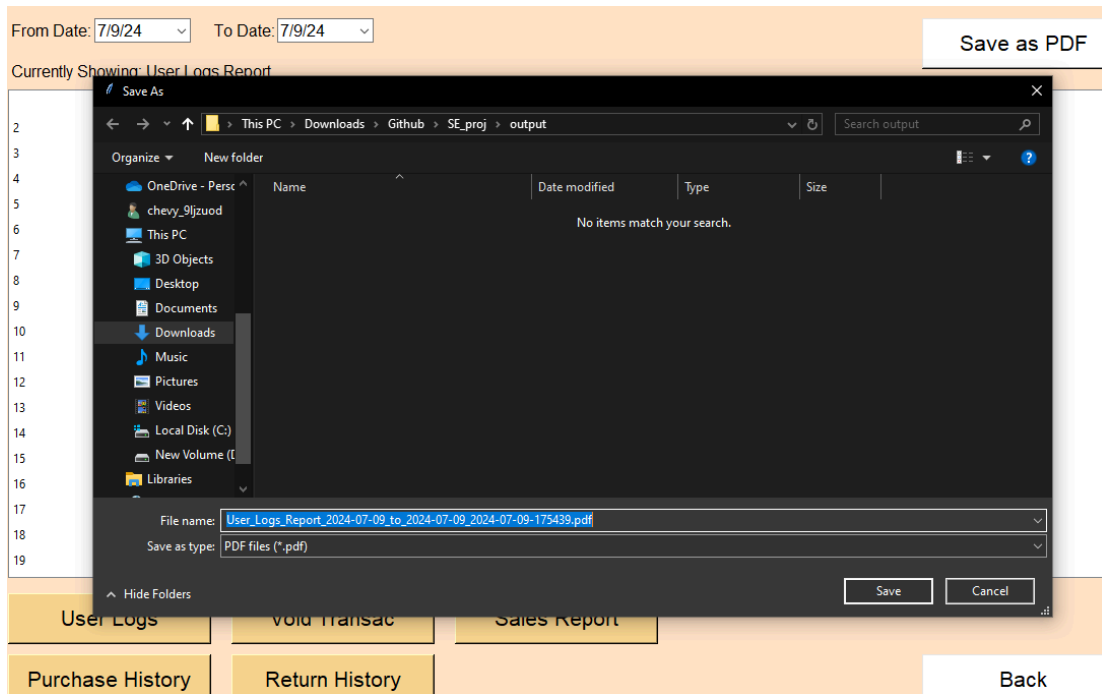 From Date: 7/9/24 To Date: 7/9/24
Save as PDF
Currently Showing: User Logs Report
Save As
This PC > Downloads > Github > SE_proj > output
Search output
Organize New folder
OneDrive - Persc
chevy_9ljzuod
This PC
3D Objects
Desktop
Documents
Downloads
Music
Pictures
Videos
Local Disk (C:)
New Volume (D
Libraries
Name Date modified Type Size
No items match your search.
2
3
4
5
6
7
8
9
10
11
12
13
14
15
16
17
18
19
File name: User_Logs_Report_2024-07-09_to_2024-07-09_2024-07-09-175439.pdf
Save as type: PDF files (*.pdf)
Hide Folders Save Cancel
User Logs Void Transac Sales Report
Purchase History Return History Back